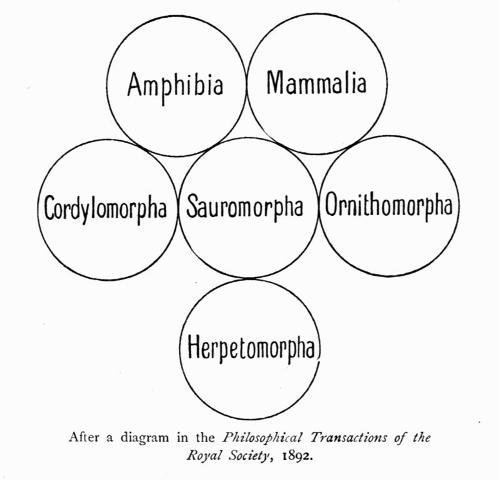 Amphibia Mammalia
Cordylomorpha Sauromorpha Ornithomorpha
Herpetomorpha
After a diagram in the Philosophical Transactions of the
Royal Society, 1892.